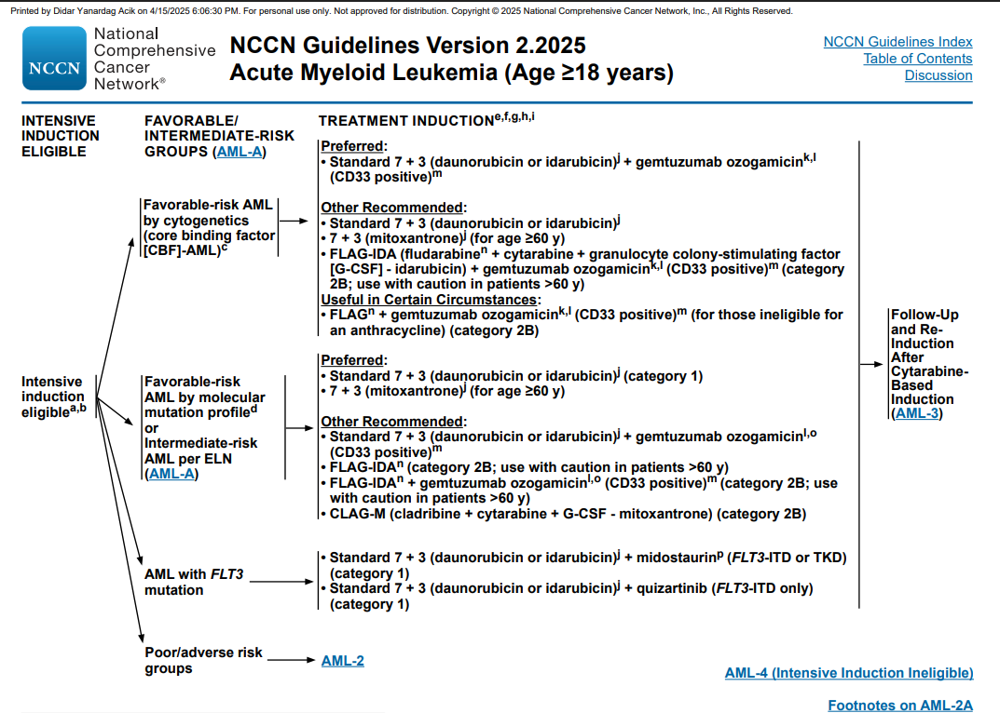 Printed by Didar Yanardag Acik on 4/15/2025 6:06:30 PM. For personal use only. Not approved for distribution. Copyright © 2025 National Comprehensive Cancer Network, Inc., All Rights Reserved.
NCCN
National
Comprehensive
Cancer
Network®
NCCN Guidelines Version 2.2025
Acute Myeloid Leukemia (Age ≥18 years)
NCCN Guidelines Index
Table of Contents
Discussion
INTENSIVE
INDUCTION
ELIGIBLE
FAVORABLE/
INTERMEDIATE-RISK
GROUPS (AML-A)
TREATMENT INDUCTIONe,f,g,h,i
Intensive
induction
eligiblea,b
Favorable-risk AML
by cytogenetics
(core binding factor
[CBF]-AML)c
Preferred:
• Standard 7 + 3 (daunorubicin or idarubicin)j + gemtuzumab ozogamicink,l
(CD33 positive)m
Other Recommended:
• Standard 7 + 3 (daunorubicin or idarubicin)j
• 7 + 3 (mitoxantrone)j (for age ≥60 y)
• FLAG-IDA (fludarabinen + cytarabine + granulocyte colony-stimulating factor
[G-CSF] - idarubicin) + gemtuzumab ozogamicink,l (CD33 positive)m (category
2B; use with caution in patients >60 y)
Useful in Certain Circumstances:
• FLAGn + gemtuzumab ozogamicink,l (CD33 positive)m (for those ineligible for
an anthracycline) (category 2B)
Favorable-risk
AML by molecular
mutation profiled
or
Intermediate-risk
AML per ELN
(AML-A)
Preferred:
• Standard 7 + 3 (daunorubicin or idarubicin)j (category 1)
• 7 + 3 (mitoxantrone)j (for age ≥60 y)
Other Recommended:
• Standard 7 + 3 (daunorubicin or idarubicin)j + gemtuzumab ozogamicinl,o
(CD33 positive)m
• FLAG-IDAn (category 2B; use with caution in patients >60 y)
• FLAG-IDAn + gemtuzumab ozogamicinl,o (CD33 positive)m (category 2B; use
with caution in patients >60 y)
• CLAG-M (cladribine + cytarabine + G-CSF - mitoxantrone) (category 2B)
AML with FLT3
mutation
• Standard 7 + 3 (daunorubicin or idarubicin)j + midostaurinp (FLT3-ITD or TKD)
(category 1)
• Standard 7 + 3 (daunorubicin or idarubicin)j + quizartinib (FLT3-ITD only)
(category 1)
Poor/adverse risk
groups
AML-2
Follow-Up
and Re-
Induction
After
Cytarabine-
Based
Induction
(AML-3)
AML-4 (Intensive Induction Ineligible)
Footnotes on AML-2A